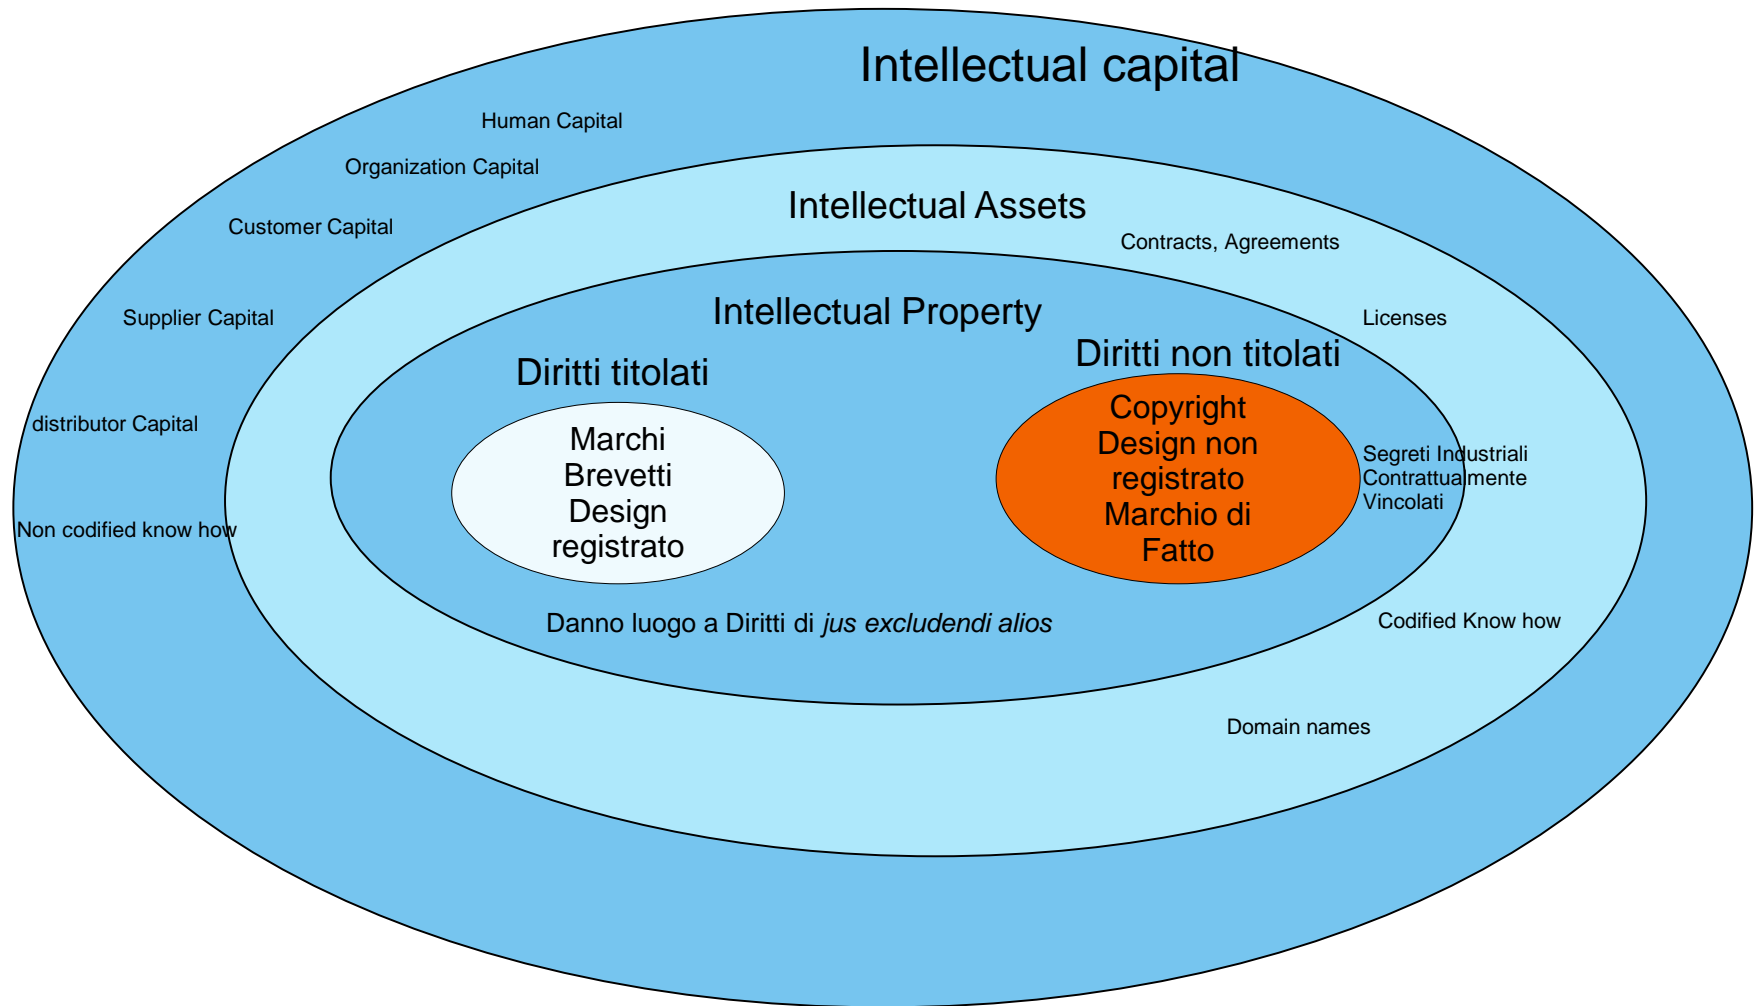 Intellectual capital
Human Capital
Organization Capital
Customer Capital
Supplier Capital
distributor Capital
Non codified know how
Intellectual Assets
Contracts, Agreements
Licenses
Segreti Industriali
Contrattualmente
Vincolati
Codified Know how
Domain names
Intellectual Property
Diritti titolati
Marchi
Brevetti
Design
registrato
Diritti non titolati
Copyright
Design non
registrato
Marchio di
Fatto
Danno luogo a Diritti di jus excludendi alios